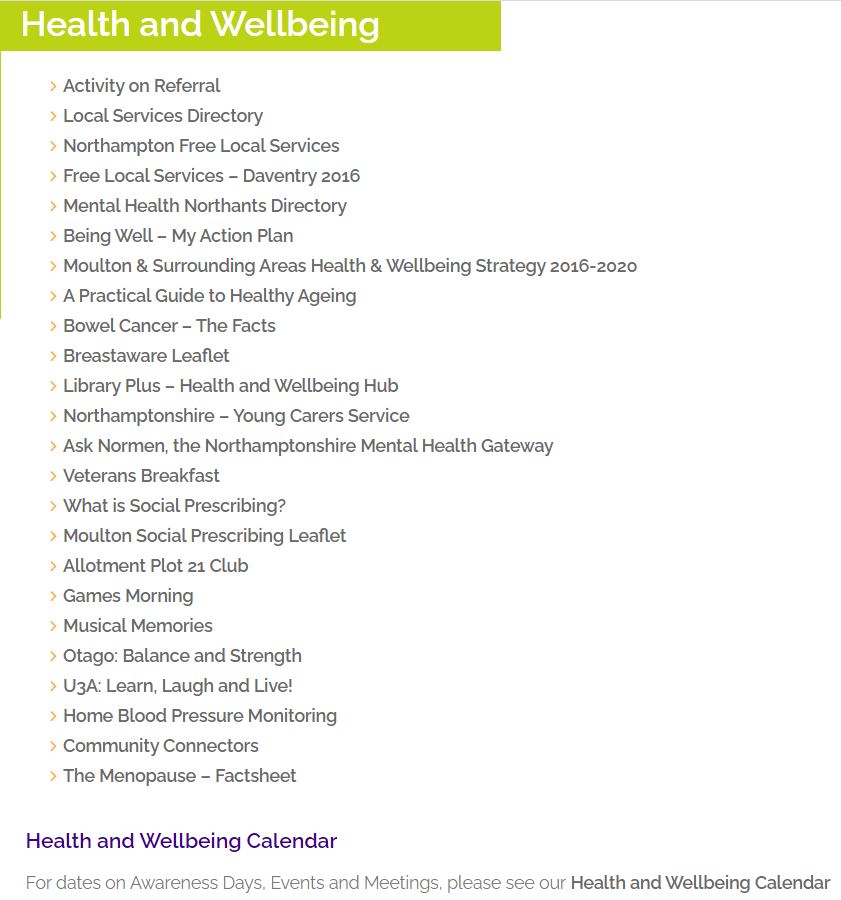 Health and Wellbeing
Activity on Referral
Local Services Directory
Northampton Free Local Services
Free Local Services – Daventry 2016
Mental Health Northants Directory
Being Well – My Action Plan
Moulton & Surrounding Areas Health & Wellbeing Strategy 2016-2020
A Practical Guide to Healthy Ageing
Bowel Cancer – The Facts
Breastaware Leaflet
Library Plus – Health and Wellbeing Hub
Northamptonshire – Young Carers Service
Ask Normen, the Northamptonshire Mental Health Gateway
Veterans Breakfast
What is Social Prescribing?
Moulton Social Prescribing Leaflet
Allotment Plot 21 Club
Games Morning
Musical Memories
Otago: Balance and Strength
U3A: Learn, Laugh and Live!
Home Blood Pressure Monitoring
Community Connectors
The Menopause – Factsheet
Health and Wellbeing Calendar
For dates on Awareness Days, Events and Meetings, please see our Health and Wellbeing Calendar